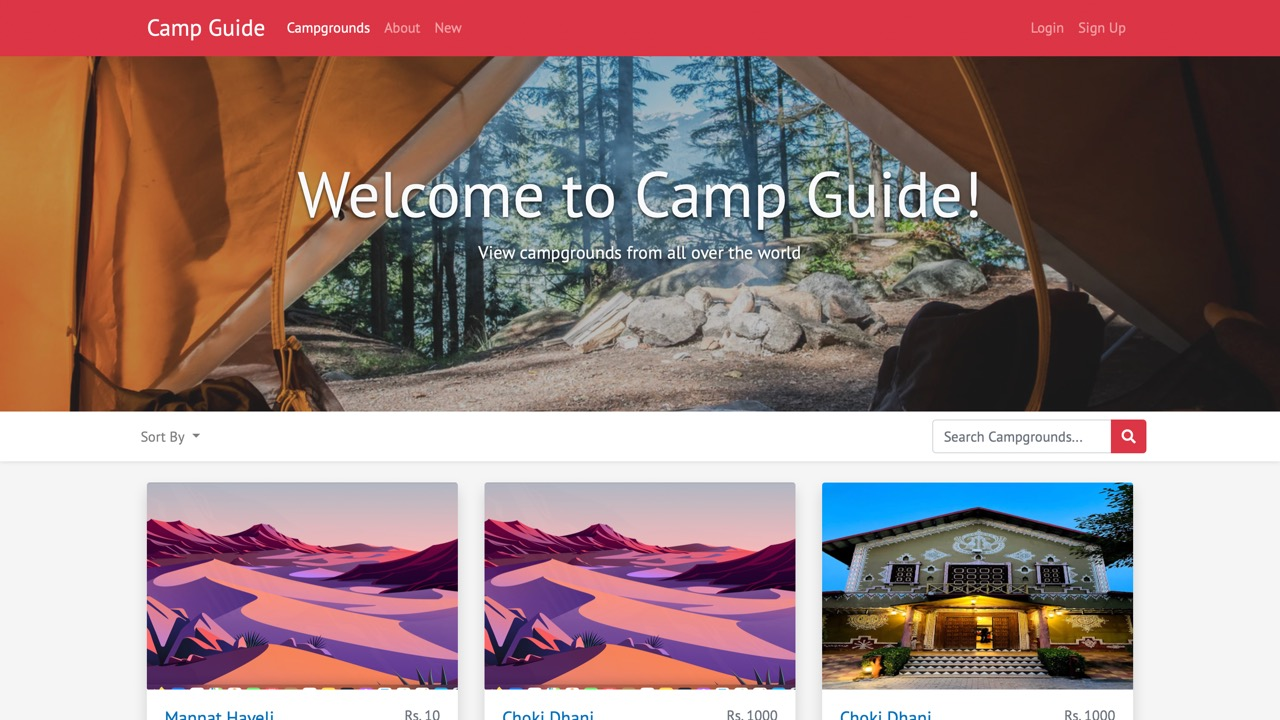 Camp Guide Campgrounds About New Login Sign Up
Welcome to Camp Guide!
View campgrounds from all over the world
Sort By
Search Campgrounds...
Mannat Haveli Rs. 10
Choki Dhani Rs. 1000
Choki Dhani Rs. 1000